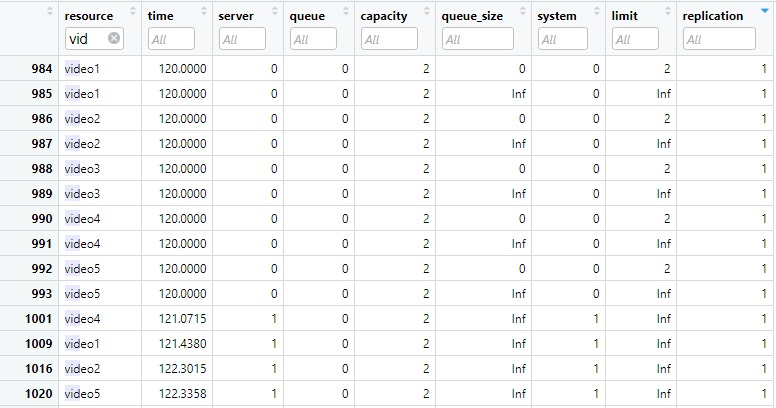 resource time server queue capacity queue_size system limit replication
vid All All All All All All All All
984 video1 120.0000 0 0 2 0 0 2 1
985 video1 120.0000 0 0 2 Inf 0 Inf 1
986 video2 120.0000 0 0 2 0 0 2 1
987 video2 120.0000 0 0 2 Inf 0 Inf 1
988 video3 120.0000 0 0 2 0 0 2 1
989 video3 120.0000 0 0 2 Inf 0 Inf 1
990 video4 120.0000 0 0 2 0 0 2 1
991 video4 120.0000 0 0 2 Inf 0 Inf 1
992 video5 120.0000 0 0 2 0 0 2 1
993 video5 120.0000 0 0 2 Inf 0 Inf 1
1001 video4 121.0715 1 0 2 Inf 1 Inf 1
1009 video1 121.4380 1 0 2 Inf 1 Inf 1
1016 video2 122.3015 1 0 2 Inf 1 Inf 1
1020 video5 122.3358 1 0 2 Inf 1 Inf 1